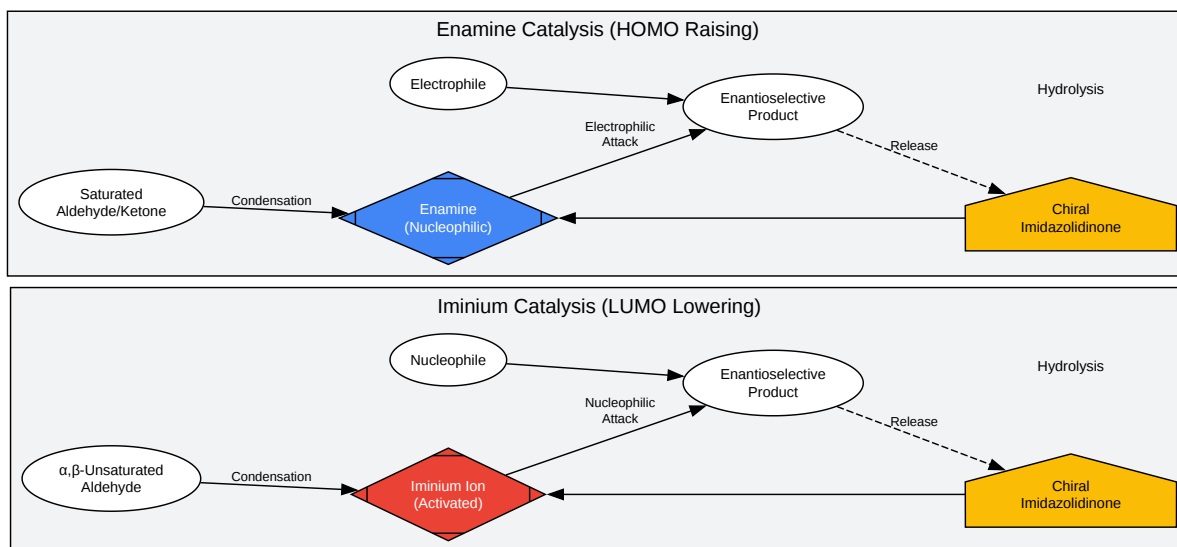 Enamine Catalysis (HOMO Raising)
Electrophile
Enantioselective
Product
Hydrolysis
Electrophilic
Attack
Release
Saturated
Aldehyde/Ketone
Condensation
Enamine
(Nucleophilic)
Chiral
Imidazolidinone
Iminium Catalysis (LUMO Lowering)
Nucleophile
Enantioselective
Product
Hydrolysis
Nucleophilic
Attack
Release
α,β-Unsaturated
Aldehyde
Condensation
Iminium Ion
(Activated)
Chiral
Imidazolidinone